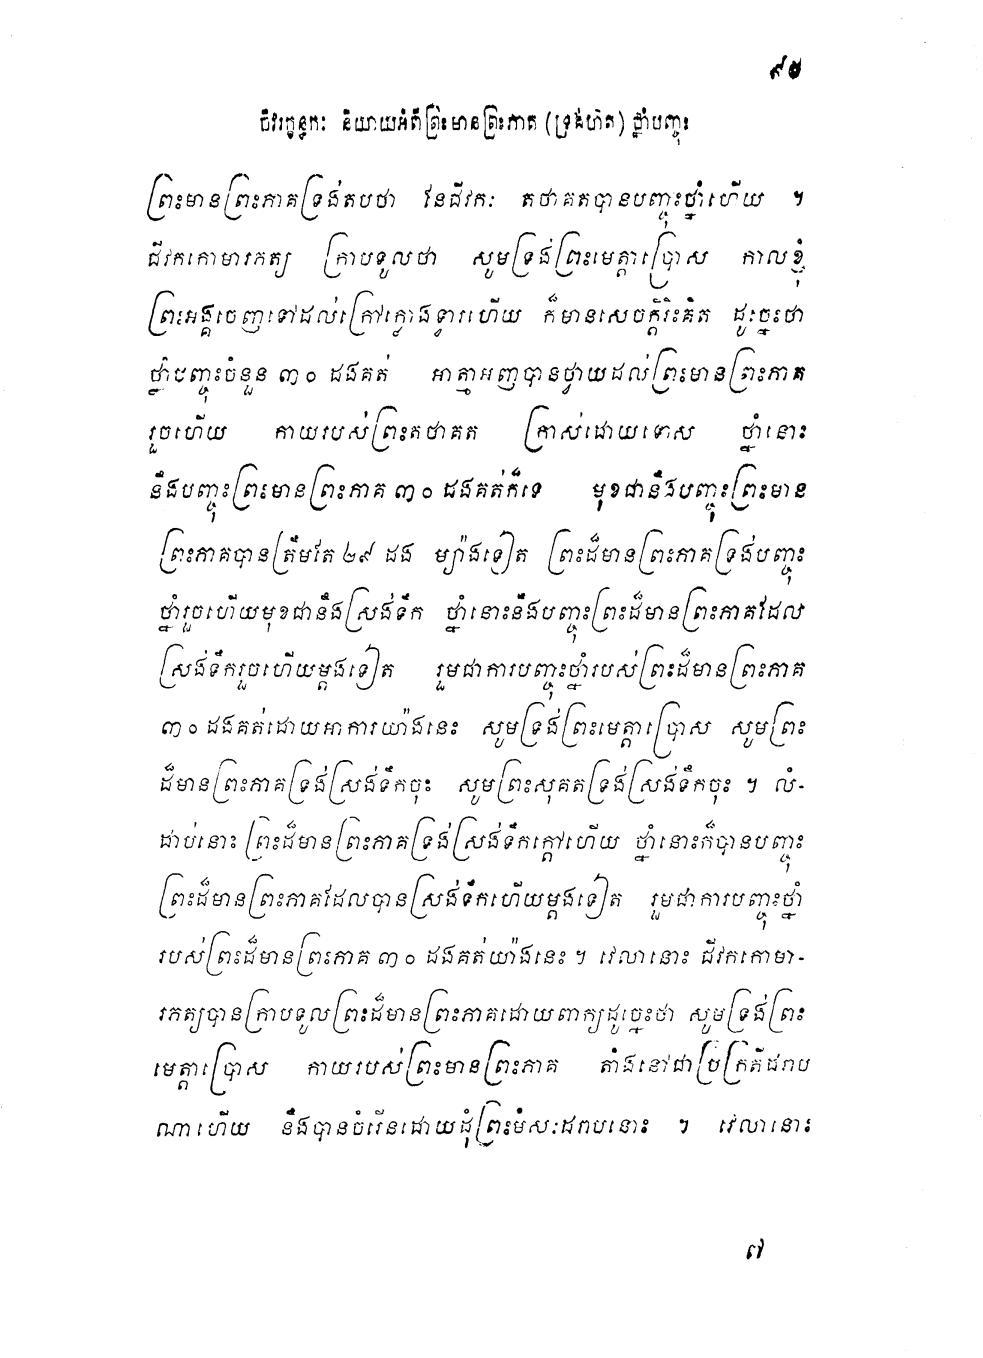 ៩៥
ចីវរក្ខន្ធកៈ និយាយអំពីព្រះមានព្រះភាគ (ទ្រង់ហិត) ថ្នាំបញ្ចុះ
ព្រះមានព្រះភាគទ្រង់តបថា នែជីវកៈ តថាគតបានបញ្ចុះថ្នាំហើយ ។
ជីវកកោមារភត្យ ក្រាបទូលថា សូមទ្រង់ព្រះមេត្តាប្រោស កាលខ្ញុំ
ព្រះអង្គចេញទៅដល់ក្រៅក្លោងទ្វារហើយ ក៏មានសេចក្តីរិះគិត ដូច្នេះថា
ថ្នាំបញ្ចុះចំនួន ៣០ ដងគត់ អាត្មាអញបានថ្វាយដល់ព្រះមានព្រះភាគ
រួចហើយ កាយរបស់ព្រះតថាគត ក្រាស់ដោយទោស ថ្នាំនោះ
នឹងបញ្ចុះព្រះមានព្រះភាគ ៣០ ដងគត់ក៏ទេ មុខជានឹងបញ្ចុះព្រះមាន
ព្រះភាគបានត្រឹមតែ ២៩ ដង ម្យ៉ាងទៀត ព្រះដ៏មានព្រះភាគទ្រង់បញ្ចុះ
ថ្នាំរួចហើយមុខជានឹងស្រង់ទឹក ថ្នាំនោះនឹងបញ្ចុះព្រះដ៏មានព្រះភាគដែល
ស្រង់ទឹករួចហើយម្តងទៀត រួមជាការបញ្ចុះថ្នាំរបស់ព្រះដ៏មានព្រះភាគ
៣០ ដងគត់ដោយអាការយ៉ាងនេះ សូមទ្រង់ព្រះមេត្តាប្រោស សូមព្រះ
ដ៏មានព្រះភាគទ្រង់ស្រង់ទឹកចុះ សូមព្រះសុគតទ្រង់ស្រង់ទឹកចុះ ។ លំ-
ដាប់នោះ ព្រះដ៏មានព្រះភាគទ្រង់ស្រង់ទឹកក្តៅហើយ ថ្នាំនោះក៏បានបញ្ចុះ
ព្រះដ៏មានព្រះភាគដែលបានស្រង់ទឹកហើយម្តងទៀត រួមជាការបញ្ចុះថ្នាំ
របស់ព្រះដ៏មានព្រះភាគ ៣០ ដងគត់យ៉ាងនេះ ។ វេលានោះ ជីវកកោមា-
រភត្យបានក្រាបទូលព្រះដ៏មានព្រះភាគដោយពាក្យដូច្នេះថា សូមទ្រង់ព្រះ
មេត្តាប្រោស កាយរបស់ព្រះមានព្រះភាគ តាំងនៅជាប្រក្រតីដរាប
ណាហើយ នឹងបានចំរើនដោយដុំព្រះមំសៈដរាបនោះ ។ វេលានោះ
៧